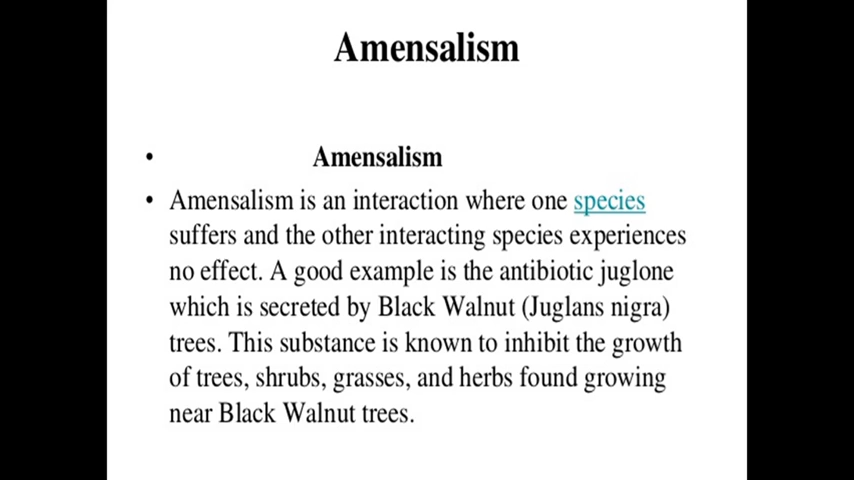 Amensalism
• Amensalism
• Amensalism is an interaction where one species
suffers and the other interacting species experiences
no effect. A good example is the antibiotic juglone
which is secreted by Black Walnut (Juglans nigra)
trees. This substance is known to inhibit the growth
of trees, shrubs, grasses, and herbs found growing
near Black Walnut trees.